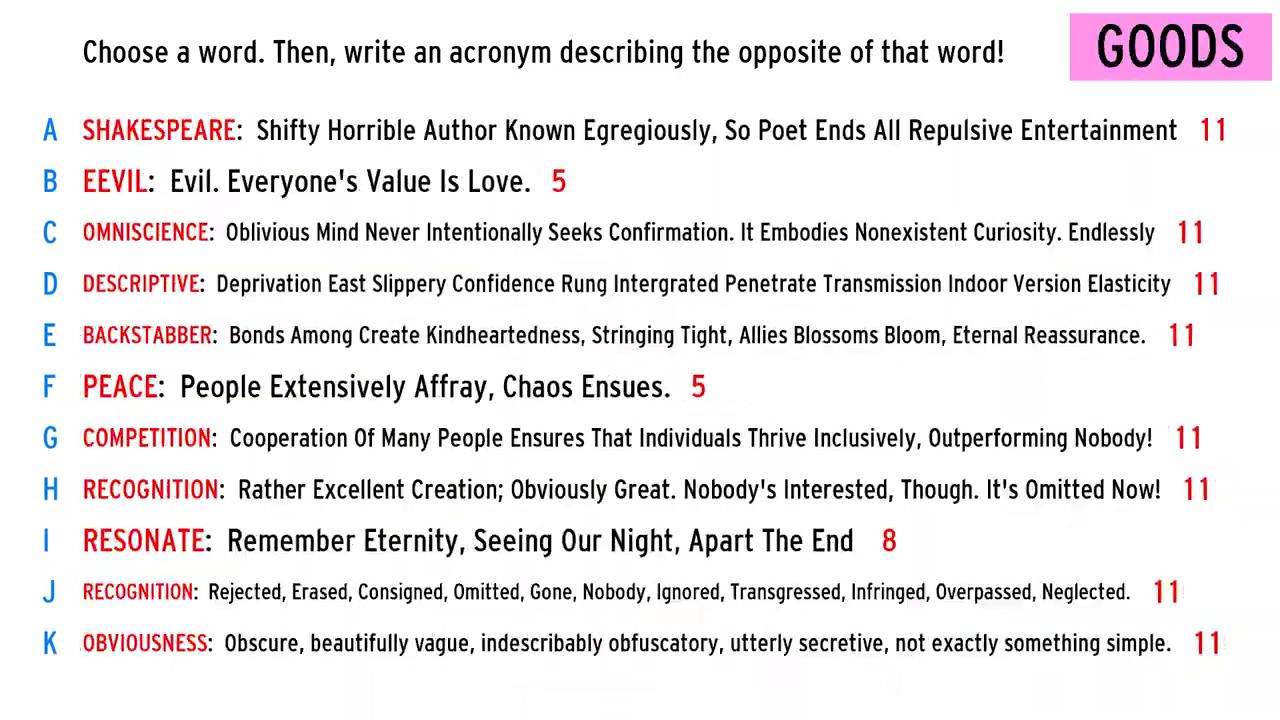 Choose a word. Then, write an acronym describing the opposite of that word!
GOODS
A SHAKESPEARE: Shifty Horrible Author Known Egregiously, So Poet Ends All Repulsive Entertainment 11
B EEVIL: Evil. Everyone's Value Is Love. 5
C OMNISCIENCE: Oblivious Mind Never Intentionally Seeks Confirmation. It Embodies Nonexistent Curiosity. Endlessly 11
D DESCRIPTIVE: Deprivation East Slippery Confidence Rung Intergrated Penetrate Transmission Indoor Version Elasticity 11
E BACKSTABBER: Bonds Among Create Kindheartedness, Stringing Tight, Allies Blossoms Bloom, Eternal Reassurance. 11
F PEACE: People Extensively Affray, Chaos Ensues. 5
G COMPETITION: Cooperation Of Many People Ensures That Individuals Thrive Inclusively, Outperforming Nobody! 11
H RECOGNITION: Rather Excellent Creation; Obviously Great. Nobody's Interested, Though. It's Omitted Now! 11
I RESONATE: Remember Eternity, Seeing Our Night, Apart The End 8
J RECOGNITION: Rejected, Erased, Consigned, Omitted, Gone, Nobody, Ignored, Transgressed, Infringed, Overpassed, Neglected. 11
K OBVIOUSNESS: Obscure, beautifully vague, indescribably obfuscatory, utterly secretive, not exactly something simple. 11